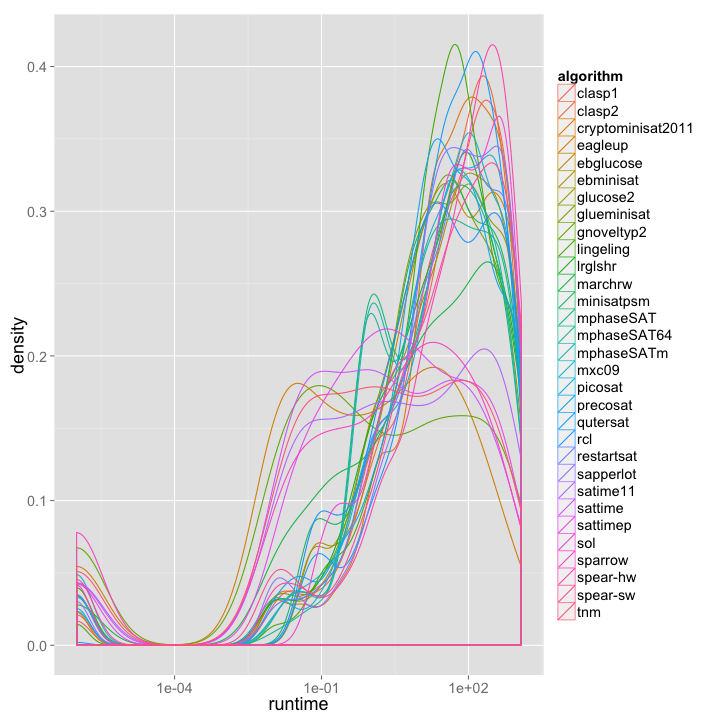 algorithm
clasp1
clasp2
cryptominisat2011
eagleup
ebglucose
ebminisat
glucose2
glueminisat
gnoveltyp2
lingeling
lrglshr
marchrw
minisatpsm
mphaseSAT
mphaseSAT64
mphaseSATm
mxc09
picosat
precosat
qutersat
rcl
restartsat
sapperlot
satime11
sattime
sattimep
sol
sparrow
spear-hw
spear-sw
tnm
density
0.4
0.3
0.2
0.1
0.0
1e-04
1e-01
1e+02
runtime